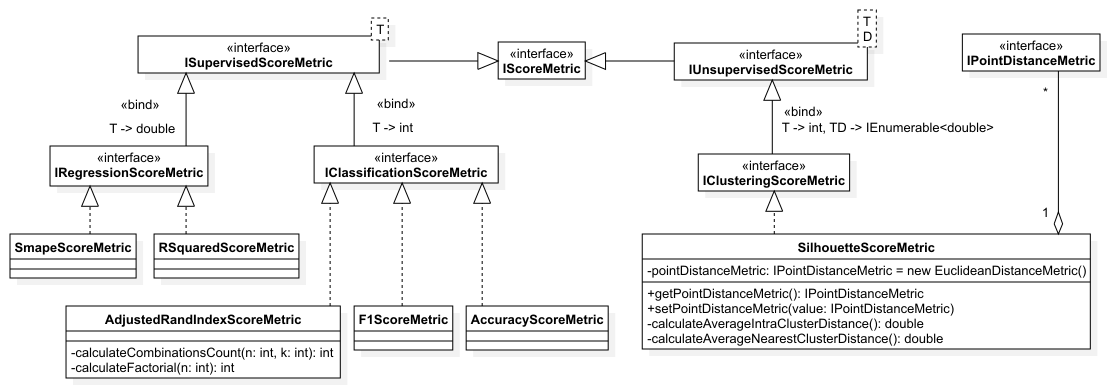 T
«interface»
ISupervisedScoreMetric
«interface»
IScoreMetric
T
D
«interface»
IUnsupervisedScoreMetric
«interface»
IPointDistanceMetric
«bind»
T -> double
«bind»
T -> int
«bind»
T -> int, TD -> IEnumerable<double>
*
«interface»
IRegressionScoreMetric
«interface»
IClassificationScoreMetric
«interface»
IClusteringScoreMetric
1
SmapeScoreMetric
RSquaredScoreMetric
SilhouetteScoreMetric
-pointDistanceMetric: IPointDistanceMetric = new EuclideanDistanceMetric()
+getPointDistanceMetric(): IPointDistanceMetric
+setPointDistanceMetric(value: IPointDistanceMetric)
-calculateAverageIntraClusterDistance(): double
-calculateAverageNearestClusterDistance(): double
AdjustedRandIndexScoreMetric
-calculateCombinationsCount(n: int, k: int): int
-calculateFactorial(n: int): int
F1ScoreMetric
AccuracyScoreMetric